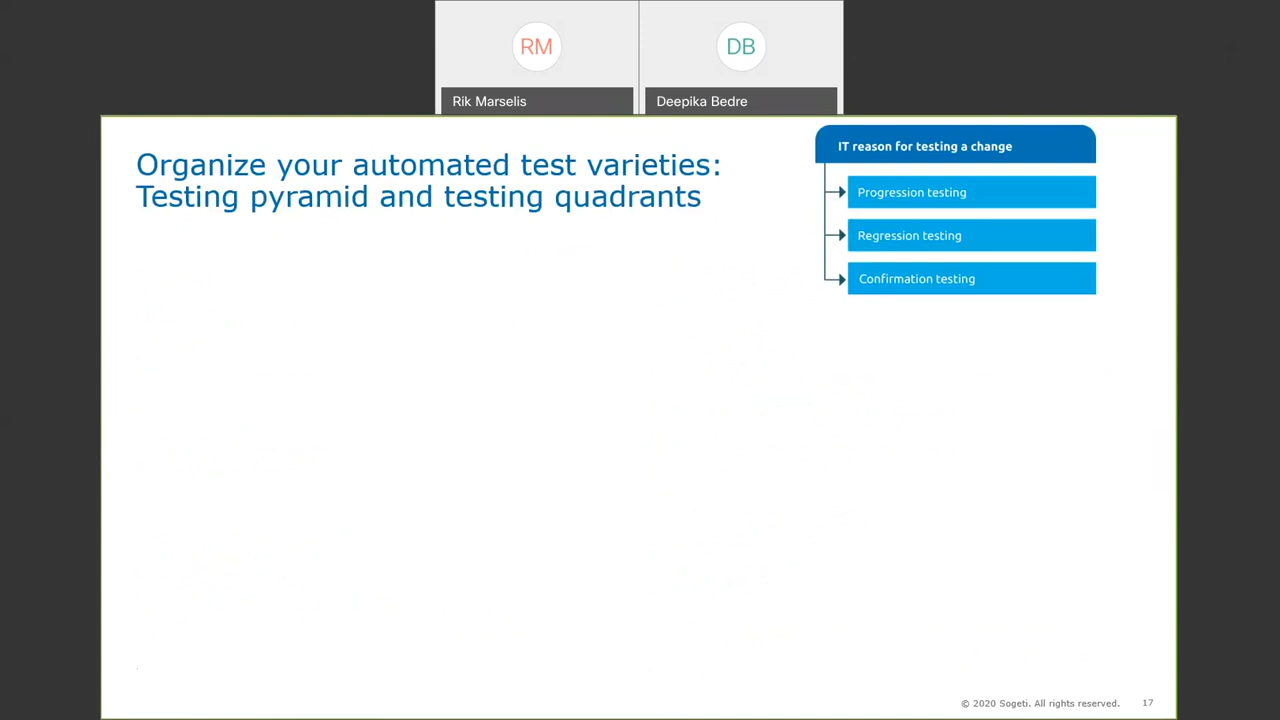 RM
DB
Rik Marselis
Deepika Bedre
Organize your automated test varieties:
Testing pyramid and testing quadrants
IT reason for testing a change
Progression testing
Regression testing
Confirmation testing
© 2020 Sogeti. All rights reserved. 17